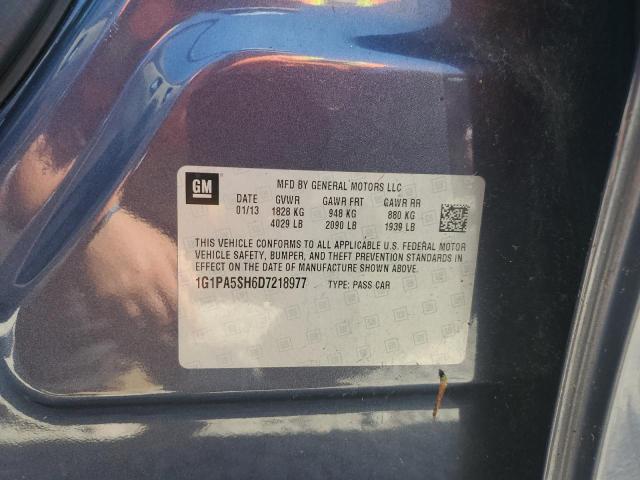 GM
MFD BY GENERAL MOTORS LLC
DATE GVWR GAWR FRT GAWR RR
01/13 1828 KG 948 KG 880 KG
4029 LB 2090 LB 1939 LB
THIS VEHICLE CONFORMS TO ALL APPLICABLE U.S. FEDERAL MOTOR
VEHICLE SAFETY, BUMPER, AND THEFT PREVENTION STANDARDS
IN EFFECT ON THE DATE OF MANUFACTURE SHOWN ABOVE.
1G1PA5SH6D7218977 TYPE: PASS CAR